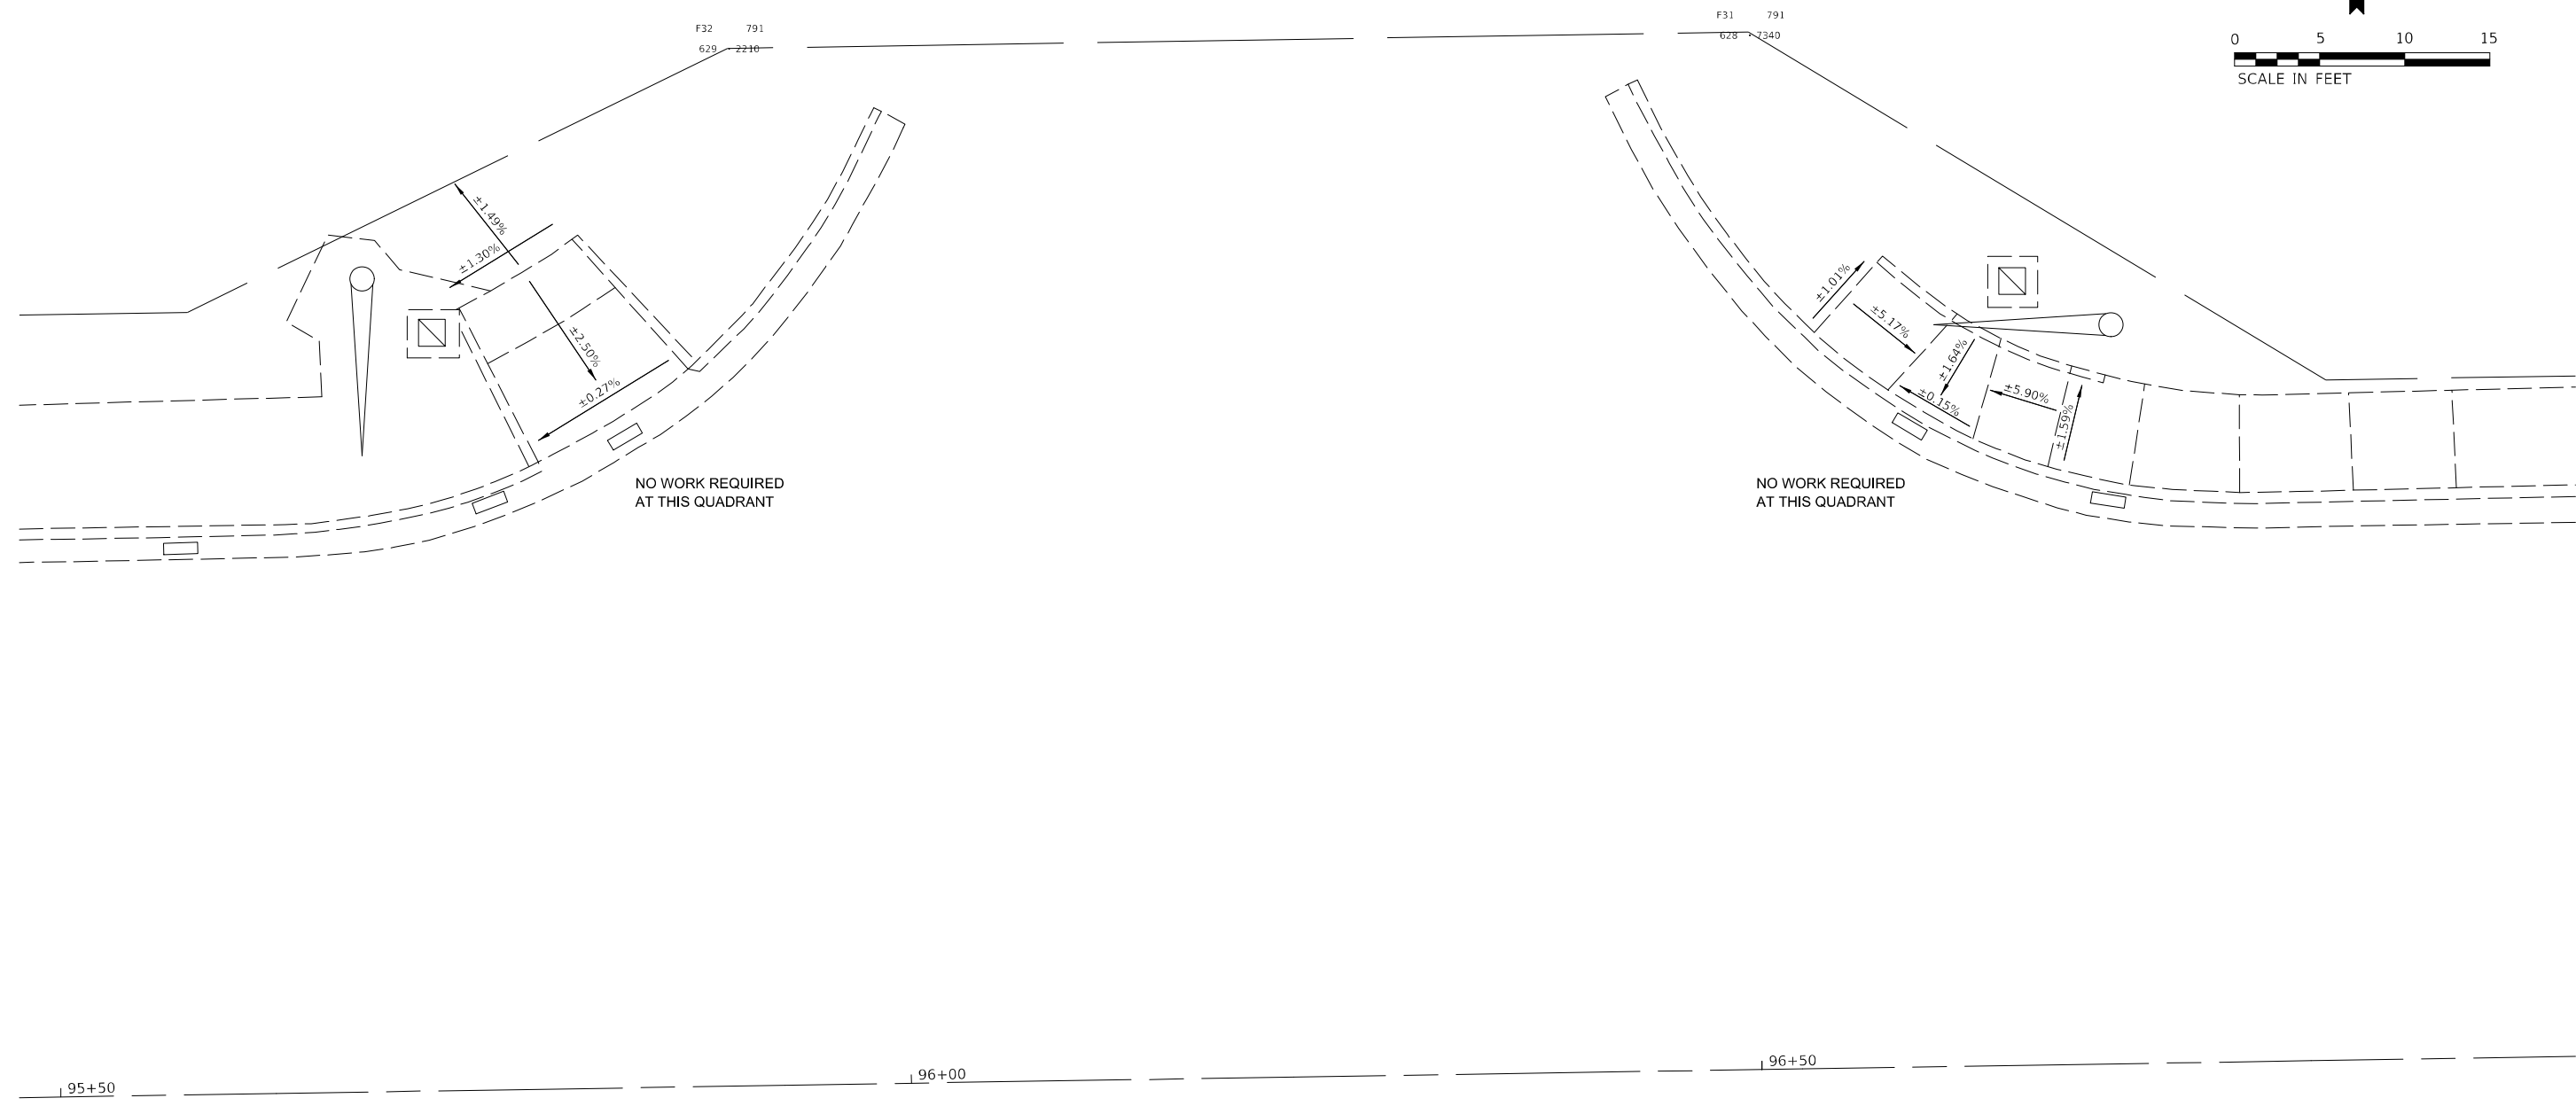 F32 791
629 2210
F31 791
628 7340
0 5 10 15
SCALE IN FEET
±1.49%
±1.30%
±2.50%
±0.27%
±1.01%
±5.17%
±1.64%
±0.15%
±5.90%
±1.59%
NO WORK REQUIRED
AT THIS QUADRANT
NO WORK REQUIRED
AT THIS QUADRANT
95+50
96+00
96+50